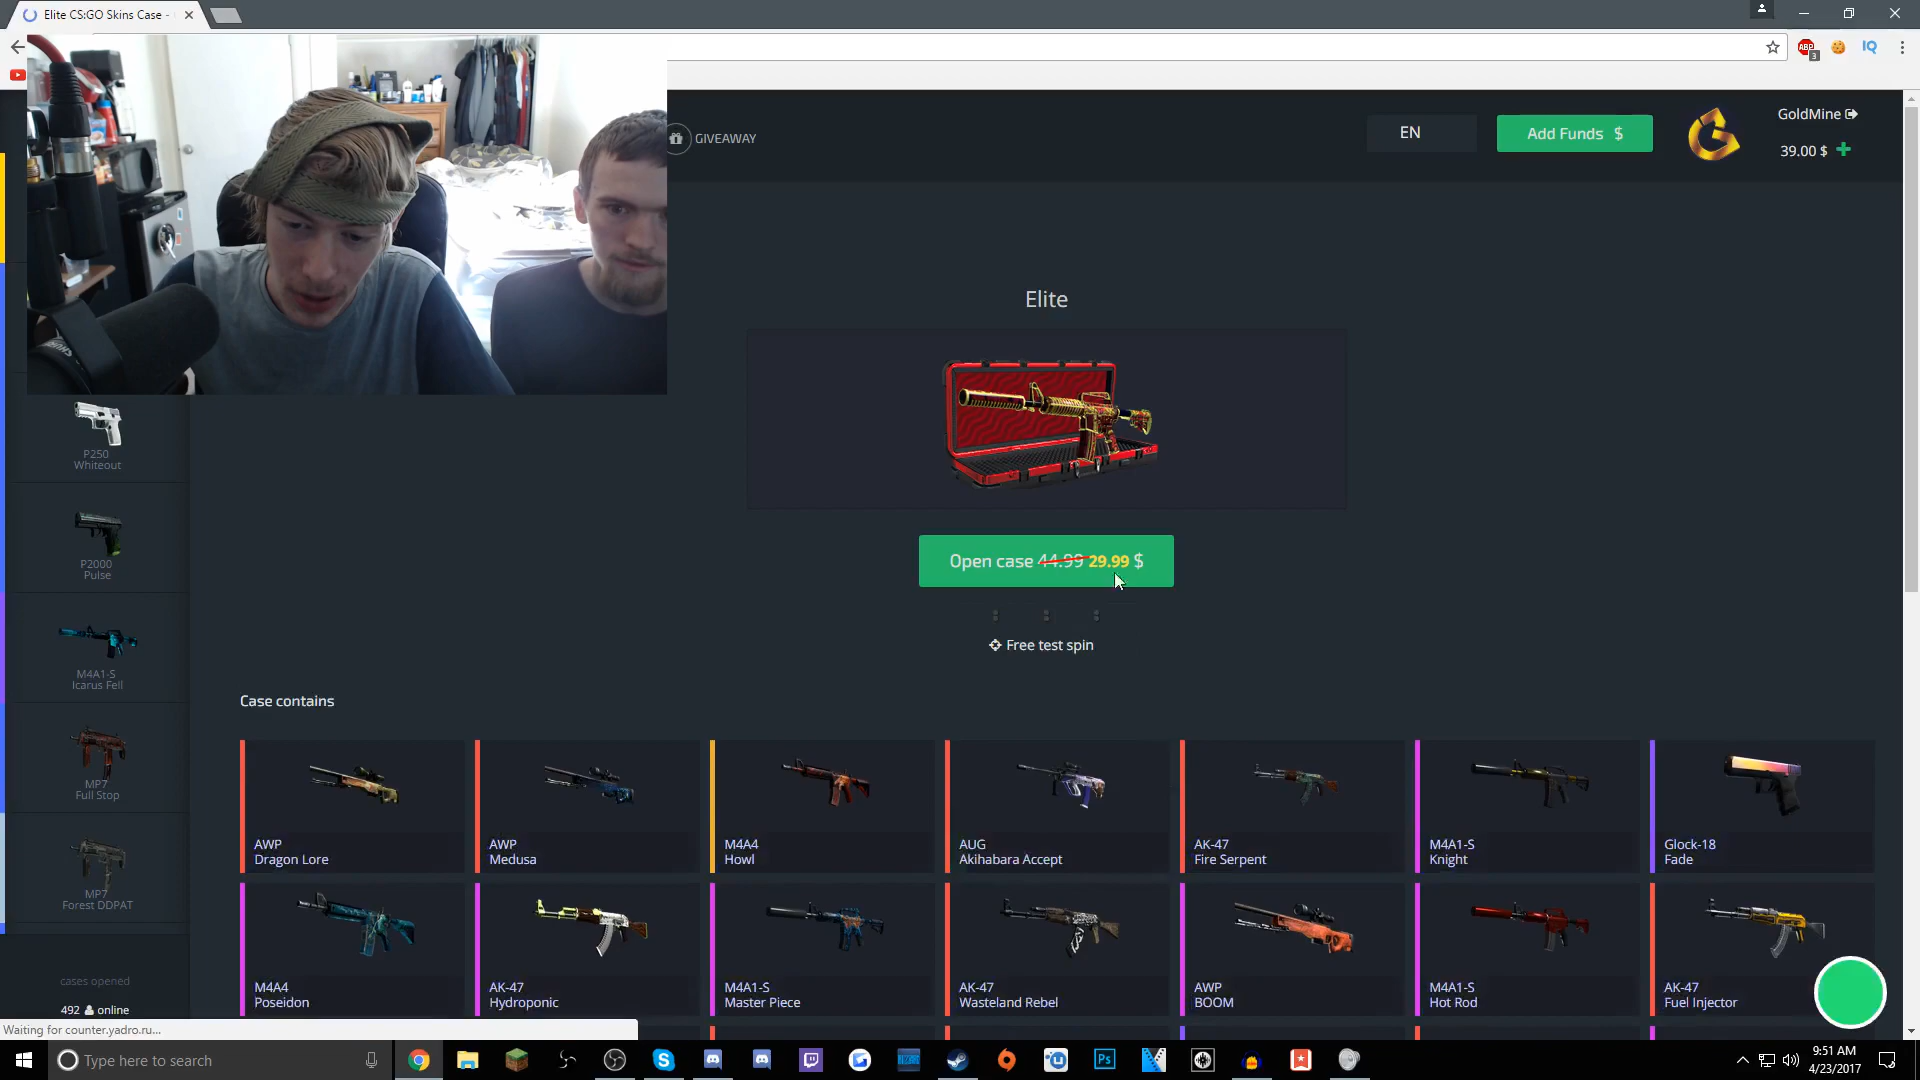 Elite CS:GO Skins Case -
ABP
3
IQ
GIVEAWAY
EN
Add Funds $
GoldMine
39.00 $
Elite
Open case 44.99 29.99 $
Free test spin
Case contains
P250
Whiteout
P2000
Pulse
M4A1-S
Icarus Fell
MP7
Full Stop
MP7
Forest DDPAT
cases opened
492 online
AWP
Dragon Lore
AWP
Medusa
M4A4
Howl
AUG
Akihabara Accept
AK-47
Fire Serpent
M4A1-S
Knight
Glock-18
Fade
M4A4
Poseidon
AK-47
Hydroponic
M4A1-S
Master Piece
AK-47
Wasteland Rebel
AWP
BOOM
M4A1-S
Hot Rod
AK-47
Fuel Injector
Waiting for counter.yadro.ru...
Type here to search
Ps
9:51 AM
4/23/2017